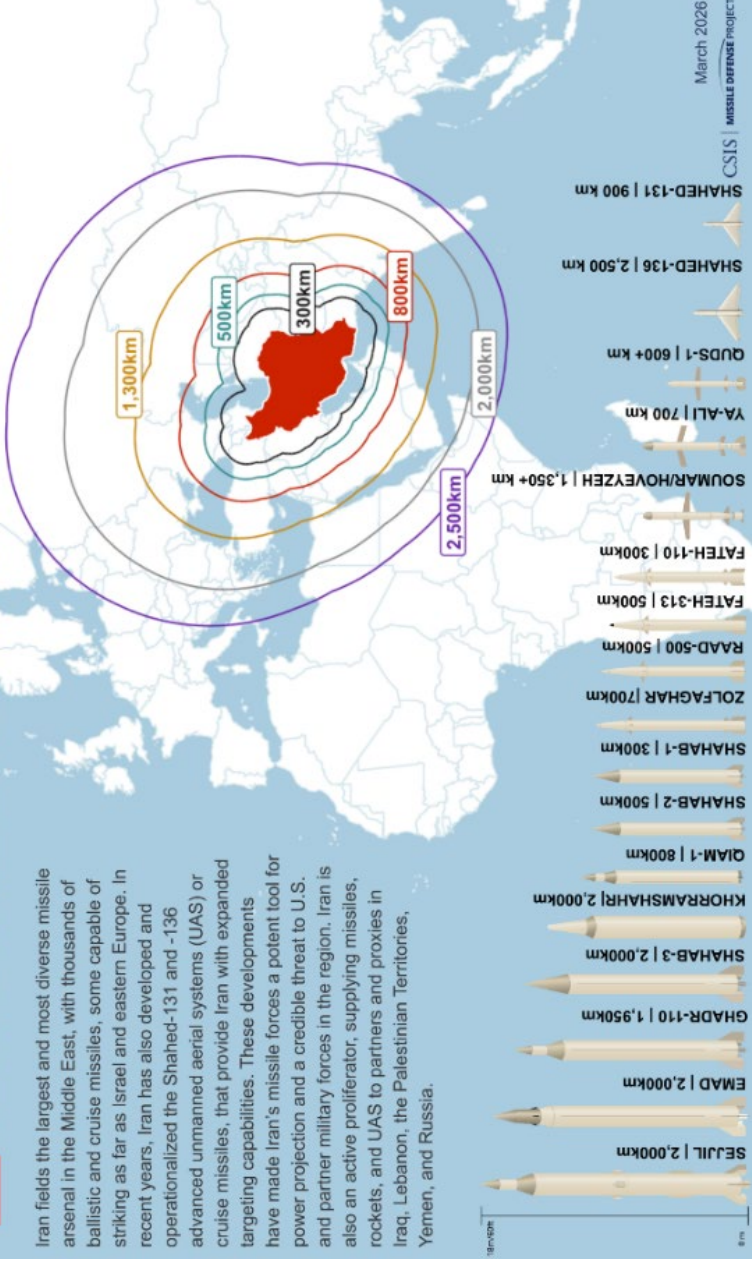 Iran fields the largest and most diverse missile
arsenal in the Middle East, with thousands of
ballistic and cruise missiles, some capable of
striking as far as Israel and eastern Europe. In
recent years, Iran has also developed and
operationalized the Shahed-131 and -136
advanced unmanned aerial systems (UAS) or
cruise missiles, that provide Iran with expanded
targeting capabilities. These developments
have made Iran's missile forces a potent tool for
power projection and a credible threat to U.S.
and partner military forces in the region. Iran is
also an active proliferator, supplying missiles,
rockets, and UAS to partners and proxies in
Iraq, Lebanon, the Palestinian Territories,
Yemen, and Russia.
1,300km
500km
300km
800km
2,000km
2,500km
18m/60ft
0 m
SEJJIL | 2,000km
EMAD | 2,000km
GHADR-110 | 1,950km
SHAHAB-3 | 2,000km
KHORRAMSHAHR| 2,000km
QIAM-1 | 800km
SHAHAB-2 | 500km
SHAHAB-1 | 300km
ZOLFAGHAR |700km
RAAD-500 | 500km
FATEH-313 | 500km
FATEH-110 | 300km
SOUMAR/HOVEYZEH | 1,350+ km
YA-ALI | 700 km
QUDS-1 | 600+ km
SHAHED-136 | 2,500 km
SHAHED-131 | 900 km
March 2026
CSIS | MISSILE DEFENSE PROJECT